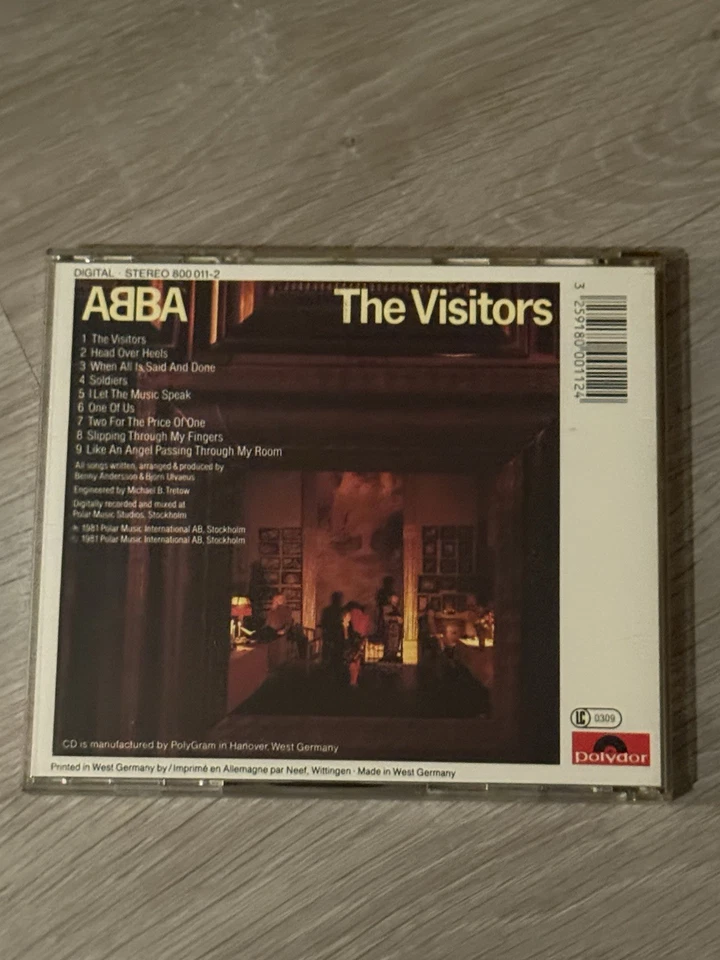 DIGITAL · STEREO 800 011-2
ABBA The Visitors
1 The Visitors
2 Head Over Heels
3 When All Is Said And Done
4 Soldiers
5 I Let The Music Speak
6 One Of Us
7 Two For The Price Of One
8 Slipping Through My Fingers
9 Like An Angel Passing Through My Room
All songs written, arranged & produced by
Benny Andersson & Björn Ulvaeus
Engineered by Michael B. Tretow
Digitally recorded and mixed at
Polar Music Studios, Stockholm
℗ 1981 Polar Music International AB, Stockholm
© 1981 Polar Music International AB, Stockholm
CD is manufactured by PolyGram in Hanover, West Germany
Printed in West Germany by / Imprimé en Allemagne par Neef, Wittingen · Made in West Germany
3 259180 001124
LC 0309
polydor